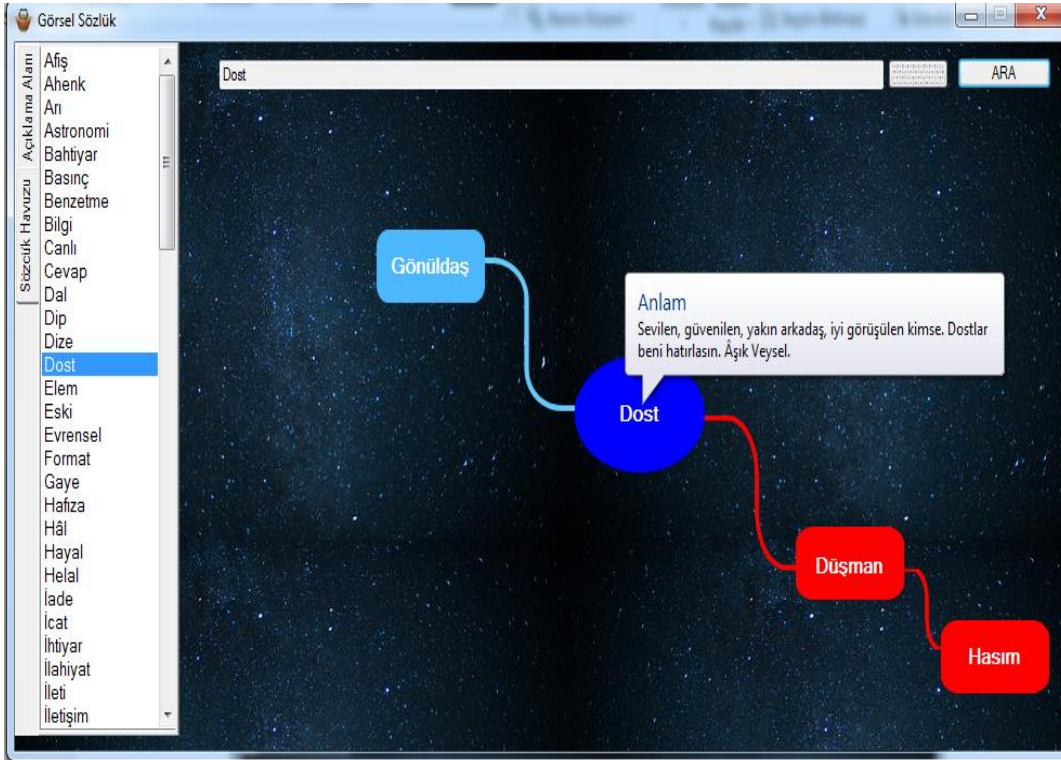 Görsel Sözlük
Açıklama Alanı
Sözcük Havuzu
Afiş
Ahenk
Arı
Astronomi
Bahtiyar
Basınç
Benzetme
Bilgi
Canlı
Cevap
Dal
Dip
Dize
Dost
Elem
Eski
Evrensel
Format
Gaye
Hafıza
Hâl
Hayal
Helal
İade
İcat
İhtiyar
İlahiyat
İleti
İletişim
Dost
ARA
Gönüldaş
Anlam
Sevilen, güvenilen, yakın arkadaş, iyi görüşülen kimse. Dostlar
beni hatırlasın. Âşık Veysel.
Dost
Düşman
Hasım